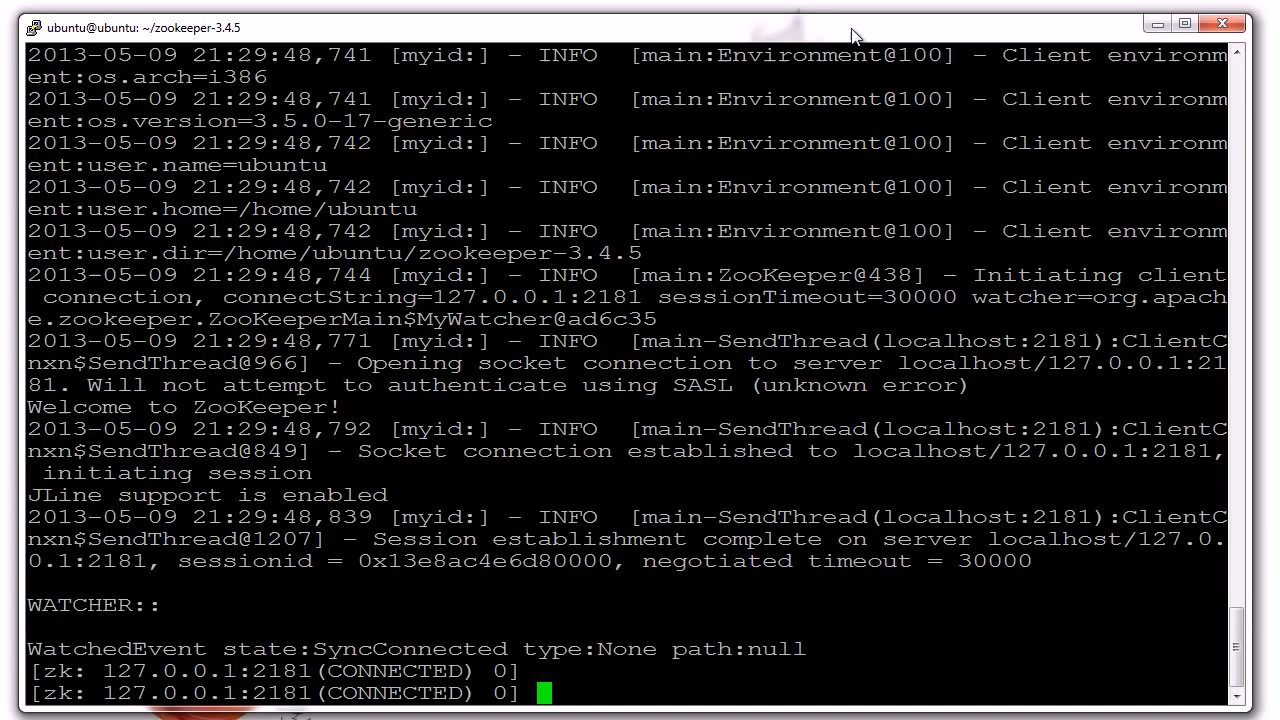 ubuntu@ubuntu: ~/zookeeper-3.4.5
2013-05-09 21:29:48,741 [myid:] - INFO  [main:Environment@100] - Client environm
ent:os.arch=i386
2013-05-09 21:29:48,741 [myid:] - INFO  [main:Environment@100] - Client environm
ent:os.version=3.5.0-17-generic
2013-05-09 21:29:48,742 [myid:] - INFO  [main:Environment@100] - Client environm
ent:user.name=ubuntu
2013-05-09 21:29:48,742 [myid:] - INFO  [main:Environment@100] - Client environm
ent:user.home=/home/ubuntu
2013-05-09 21:29:48,742 [myid:] - INFO  [main:Environment@100] - Client environm
ent:user.dir=/home/ubuntu/zookeeper-3.4.5
2013-05-09 21:29:48,744 [myid:] - INFO  [main:ZooKeeper@438] - Initiating client
 connection, connectString=127.0.0.1:2181 sessionTimeout=30000 watcher=org.apach
e.zookeeper.ZooKeeperMain$MyWatcher@ad6c35
2013-05-09 21:29:48,771 [myid:] - INFO  [main-SendThread(localhost:2181):ClientC
nxn$SendThread@966] - Opening socket connection to server localhost/127.0.0.1:21
81. Will not attempt to authenticate using SASL (unknown error)
Welcome to ZooKeeper!
2013-05-09 21:29:48,792 [myid:] - INFO  [main-SendThread(localhost:2181):ClientC
nxn$SendThread@849] - Socket connection established to localhost/127.0.0.1:2181,
 initiating session
JLine support is enabled
2013-05-09 21:29:48,839 [myid:] - INFO  [main-SendThread(localhost:2181):ClientC
nxn$SendThread@1207] - Session establishment complete on server localhost/127.0.
0.1:2181, sessionid = 0x13e8ac4e6d80000, negotiated timeout = 30000
WATCHER::
WatchedEvent state:SyncConnected type:None path:null
[zk: 127.0.0.1:2181(CONNECTED) 0]
[zk: 127.0.0.1:2181(CONNECTED) 0]